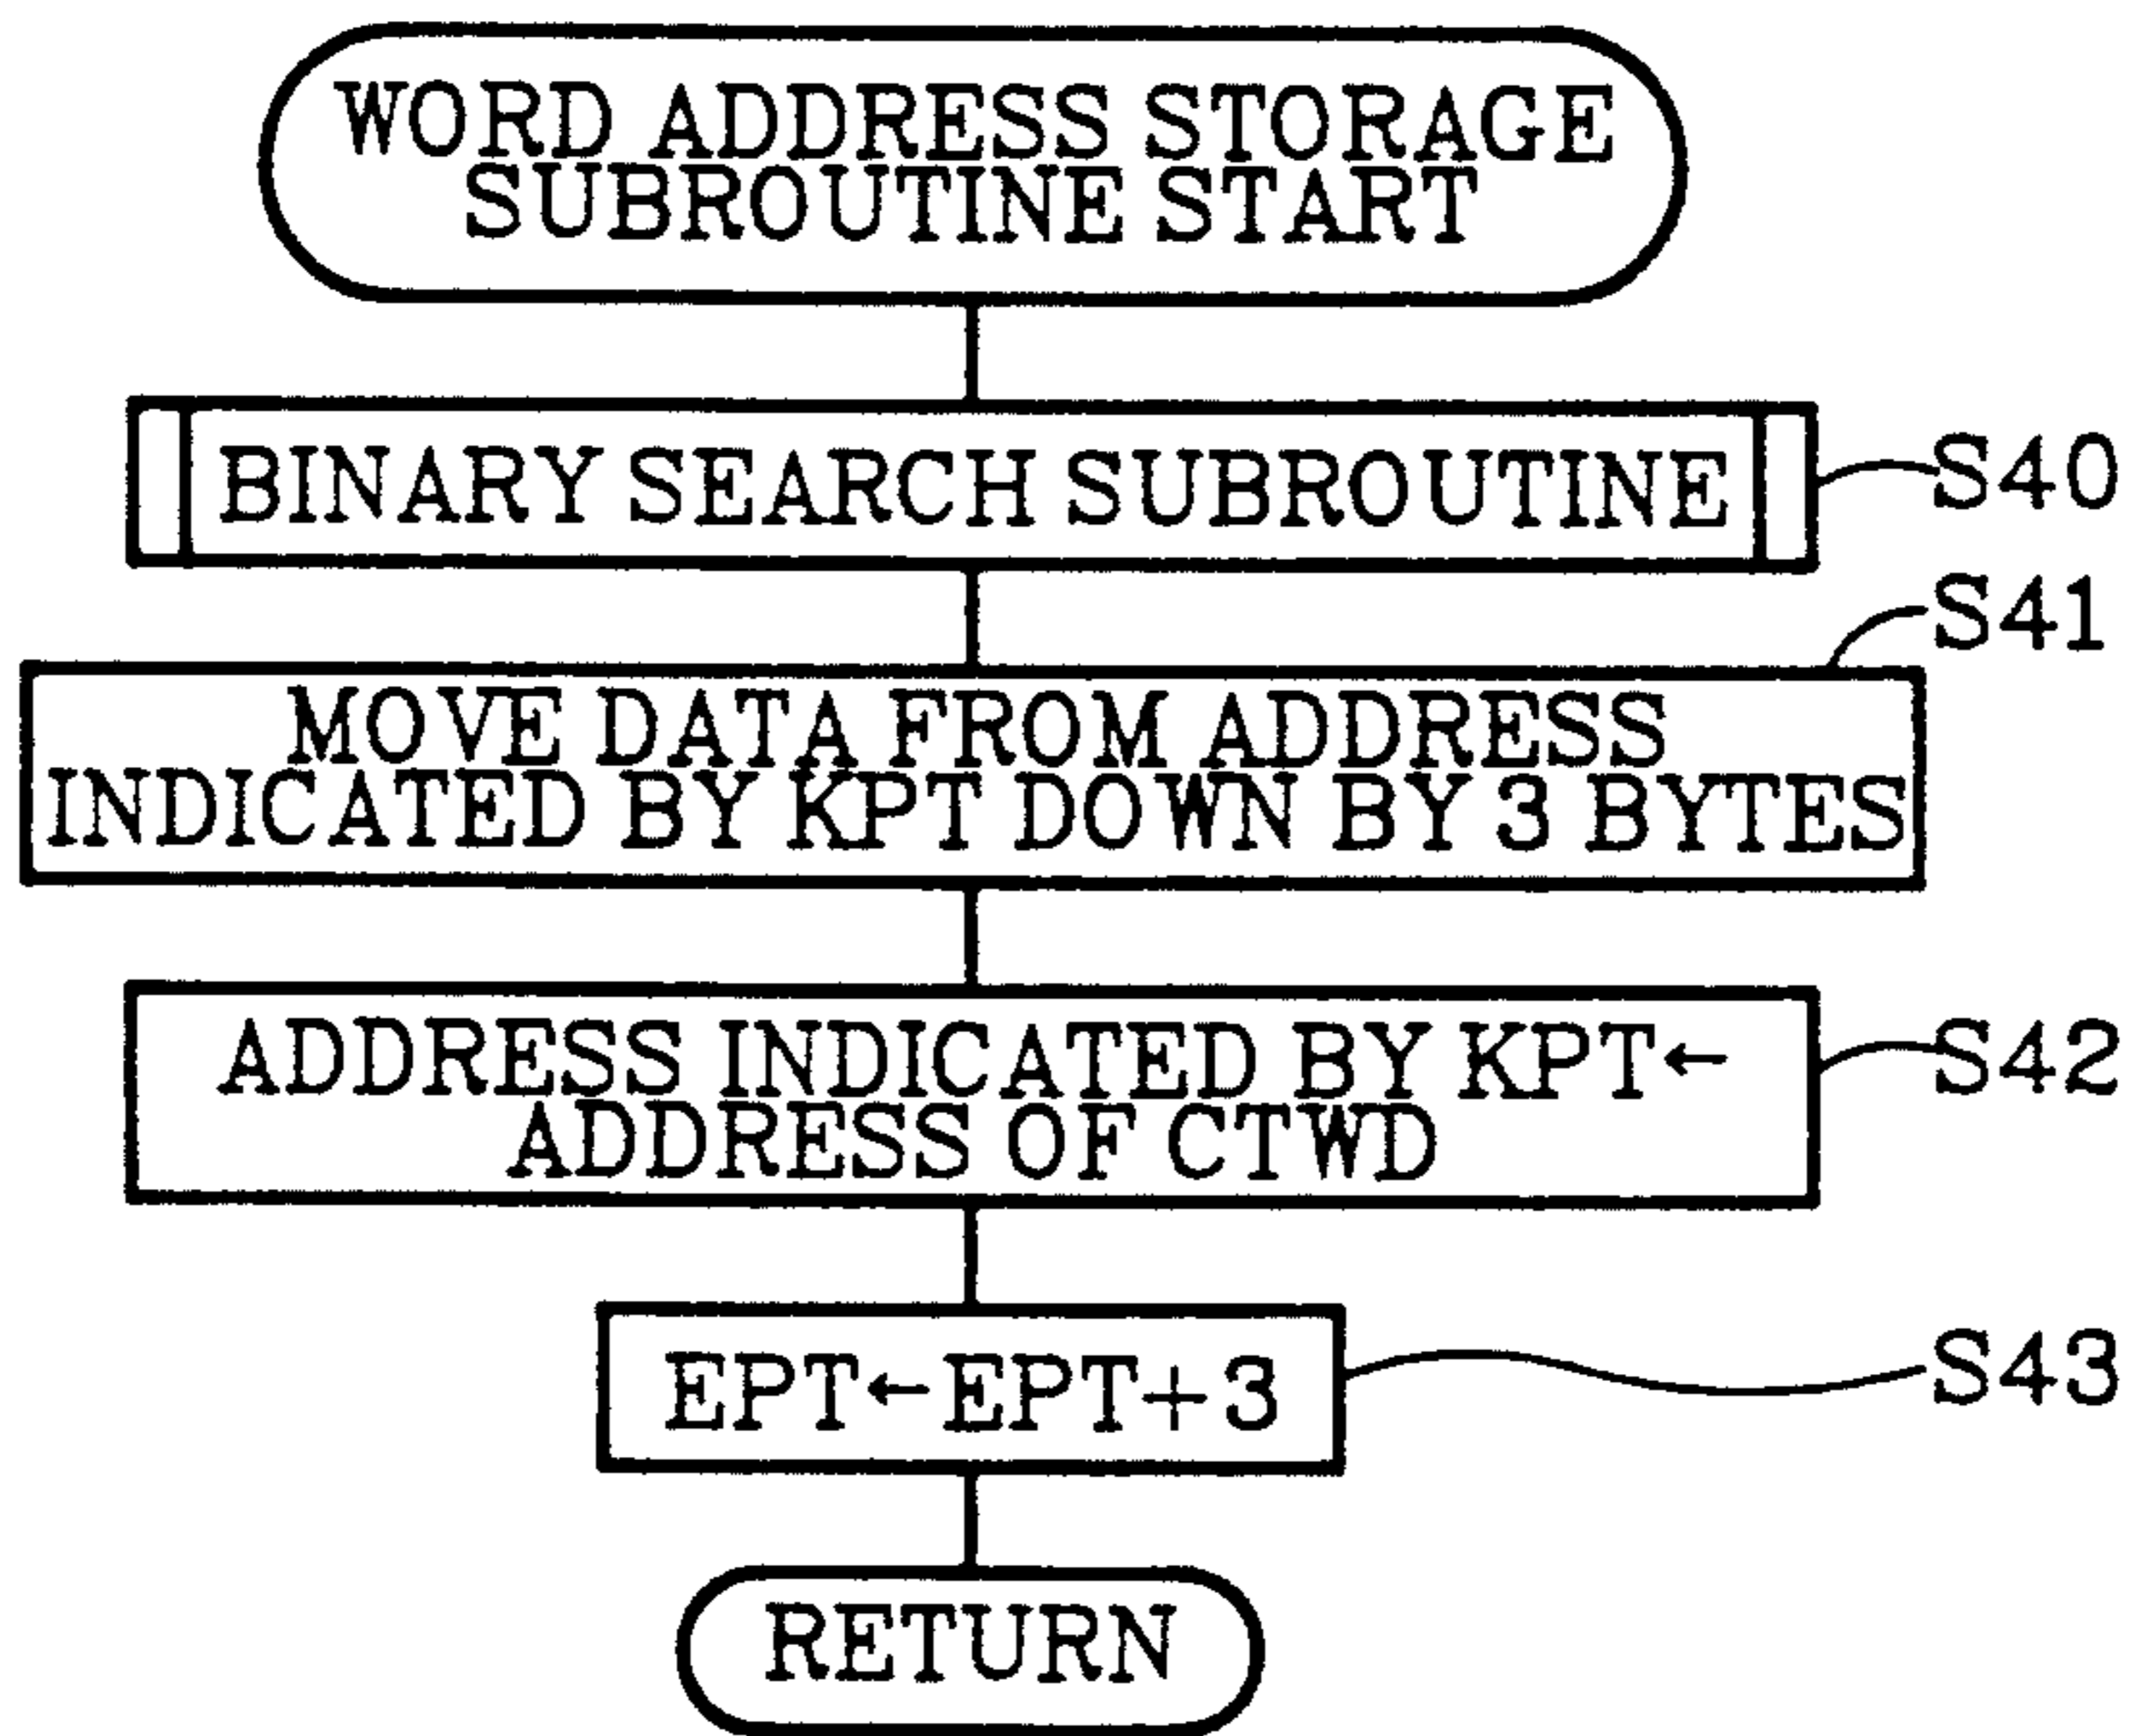 WORD ADDRESS STORAGE
SUBROUTINE START
BINARY SEARCH SUBROUTINE
S40
S41
MOVE DATA FROM ADDRESS
INDICATED BY KPT DOWN BY 3 BYTES
ADDRESS INDICATED BY KPT←
ADDRESS OF CTWD
S42
EPT←EPT+3
S43
RETURN